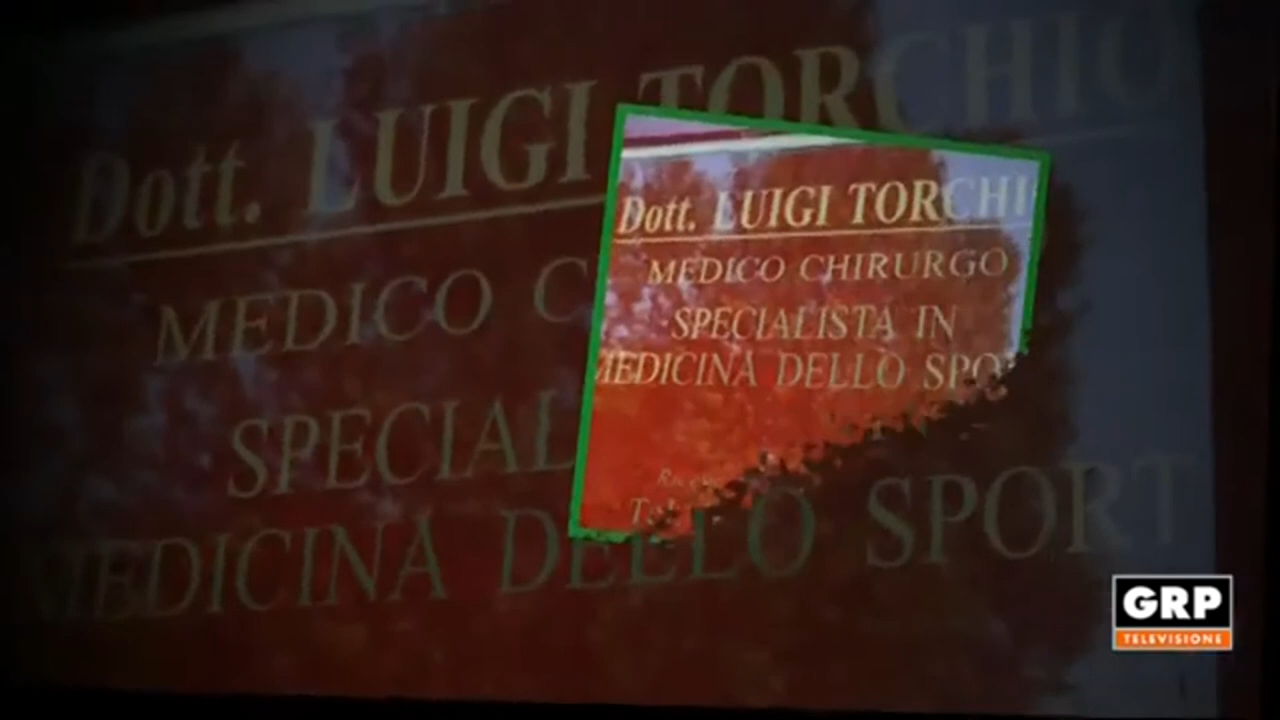 Dott. LUIGI TORCHIO
MEDICO C
SPECIAL
MEDICINA DELLO SPORT
Dott. LUIGI TORCHI
MEDICO CHIRURGO
SPECIALISTA IN
MEDICINA DELLO SPO
GRP
TELEVISIONE